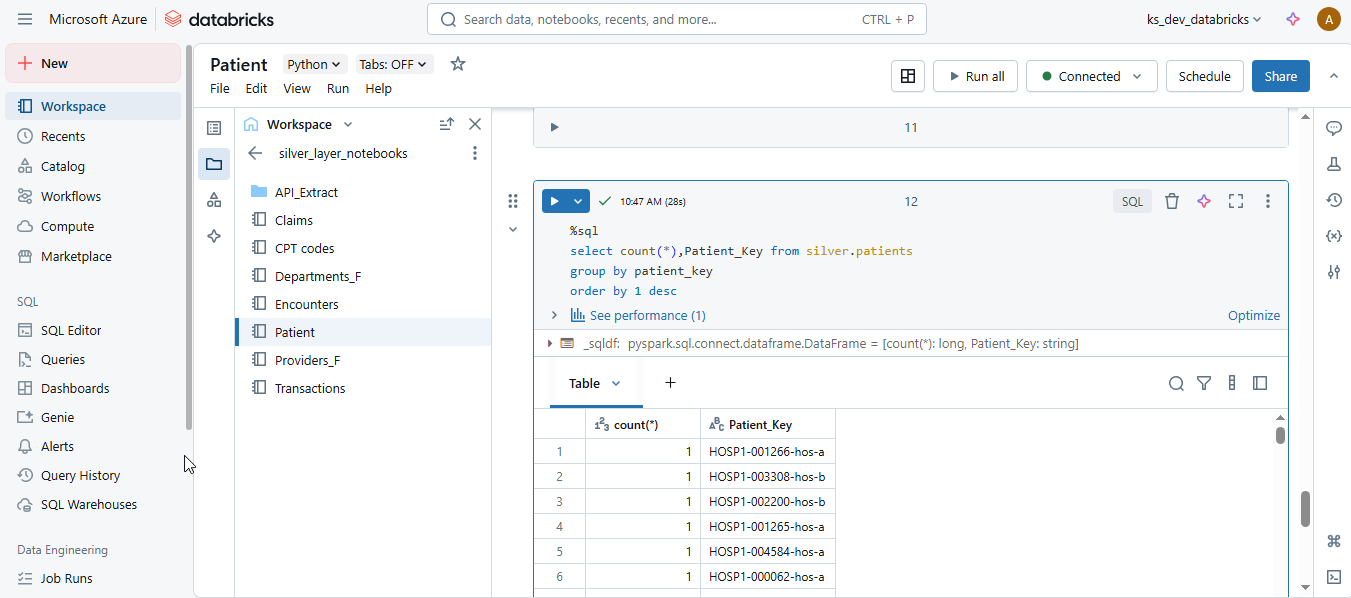 Microsoft Azure
databricks
Search data, notebooks, recents, and more...
CTRL + P
ks_dev_databricks
A
New
Workspace
Recents
Catalog
Workflows
Compute
Marketplace
SQL
SQL Editor
Queries
Dashboards
Genie
Alerts
Query History
SQL Warehouses
Data Engineering
Job Runs
Patient
Python
Tabs: OFF
File Edit View Run Help
Run all
Connected
Schedule
Share
Workspace
silver_layer_notebooks
API_Extract
Claims
CPT codes
Departments_F
Encounters
Patient
Providers_F
Transactions
11
10:47 AM (28s)
12
SQL
%sql
select count(*),Patient_Key from silver.patients
group by patient_key
order by 1 desc
See performance (1)
Optimize
_sqldf: pyspark.sql.connect.dataframe.DataFrame = [count(*): long, Patient_Key: string]
Table
+
123 count(*) ABC Patient_Key
1 1 HOSP1-001266-hos-a
2 1 HOSP1-003308-hos-b
3 1 HOSP1-002200-hos-b
4 1 HOSP1-001265-hos-a
5 1 HOSP1-004584-hos-a
6 1 HOSP1-000062-hos-a